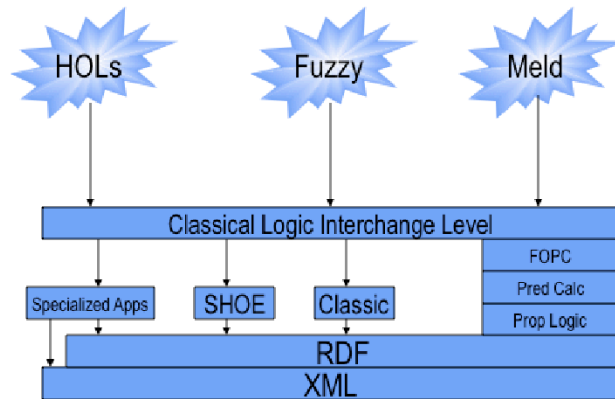 HOLs
Fuzzy
Meld
Classical Logic Interchange Level
FOPC
Specialized Apps
SHOE
Classic
Pred Calc
Prop Logic
RDF
XML